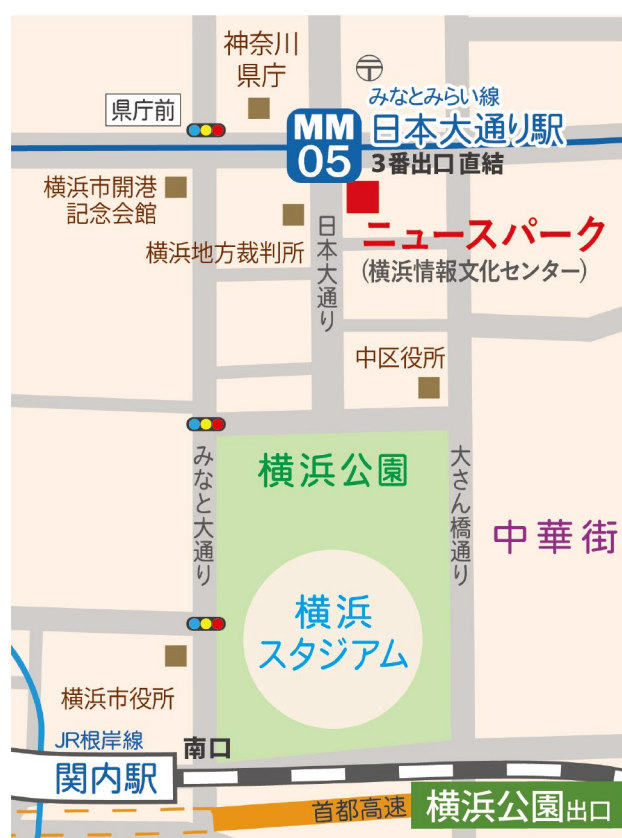 神奈川
県庁
〒
県庁前
みなとみらい線
MM
05
日本大通り駅
3番出口直結
横浜市開港
記念会館
横浜地方裁判所
日本大通り
ニュースパーク
(横浜情報文化センター)
中区役所
みなと大通り
横浜公園
大さん橋通り
中華街
横浜
スタジアム
横浜市役所
JR根岸線
南口
関内駅
首都高速
横浜公園出口